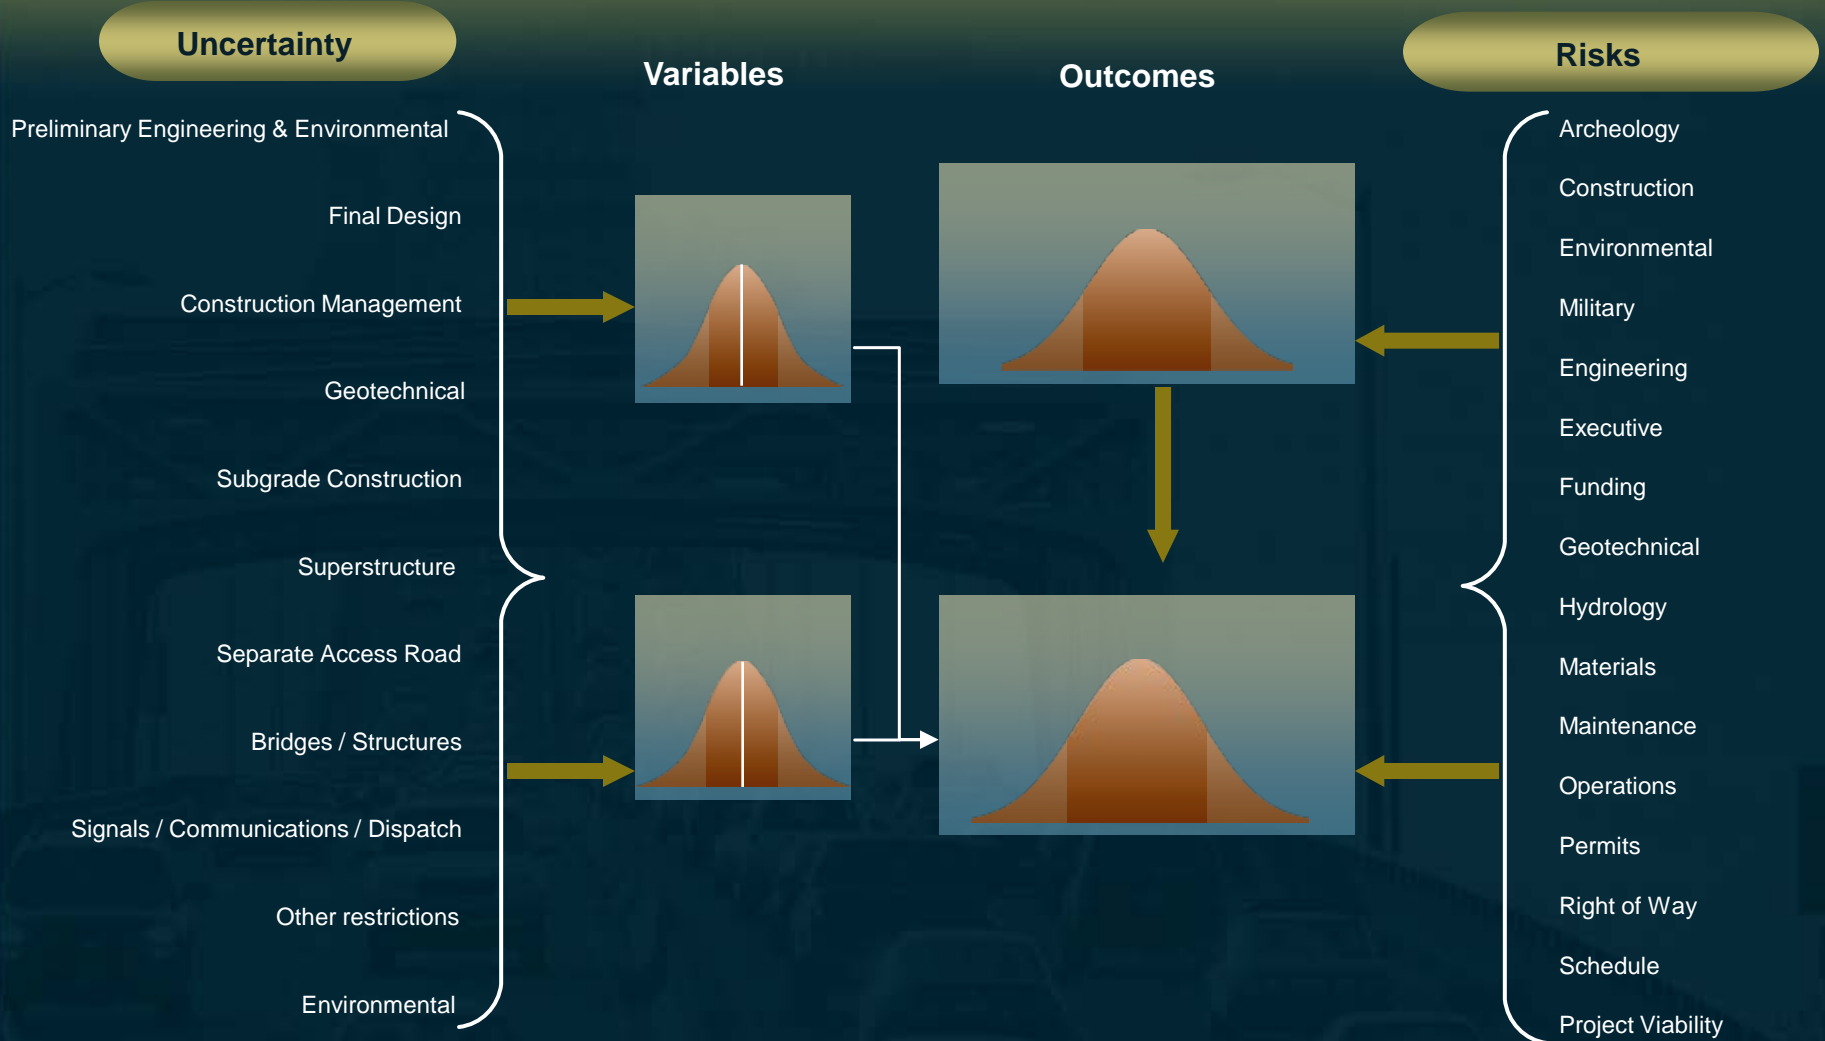 Uncertainty
Variables
Outcomes
Risks
Preliminary Engineering & Environmental
Final Design
Construction Management
Geotechnical
Subgrade Construction
Superstructure
Separate Access Road
Bridges / Structures
Signals / Communications / Dispatch
Other restrictions
Environmental
Archeology
Construction
Environmental
Military
Engineering
Executive
Funding
Geotechnical
Hydrology
Materials
Maintenance
Operations
Permits
Right of Way
Schedule
Project Viability